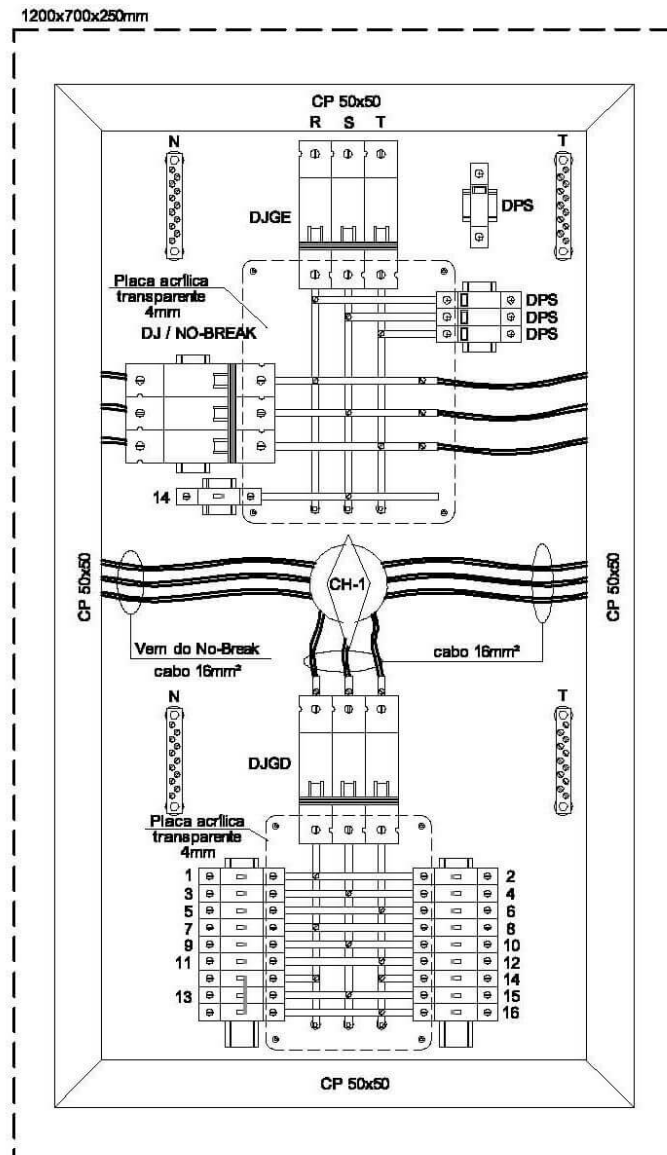 1200x700x250mm
CP 50x50
R S T
N
T
DJGE
DPS
Placa acrílica
transparente
4mm
DPS
DPS
DPS
DJ / NO-BREAK
14
CP 50x50
CH-1
CP 50x50
Vem do No-Break
cabo 16mm²
cabo 16mm²
N
T
DJGD
Placa acrílica
transparente
4mm
1 2
3 4
5 6
7 8
9 10
11 12
14
13 15
16
CP 50x50